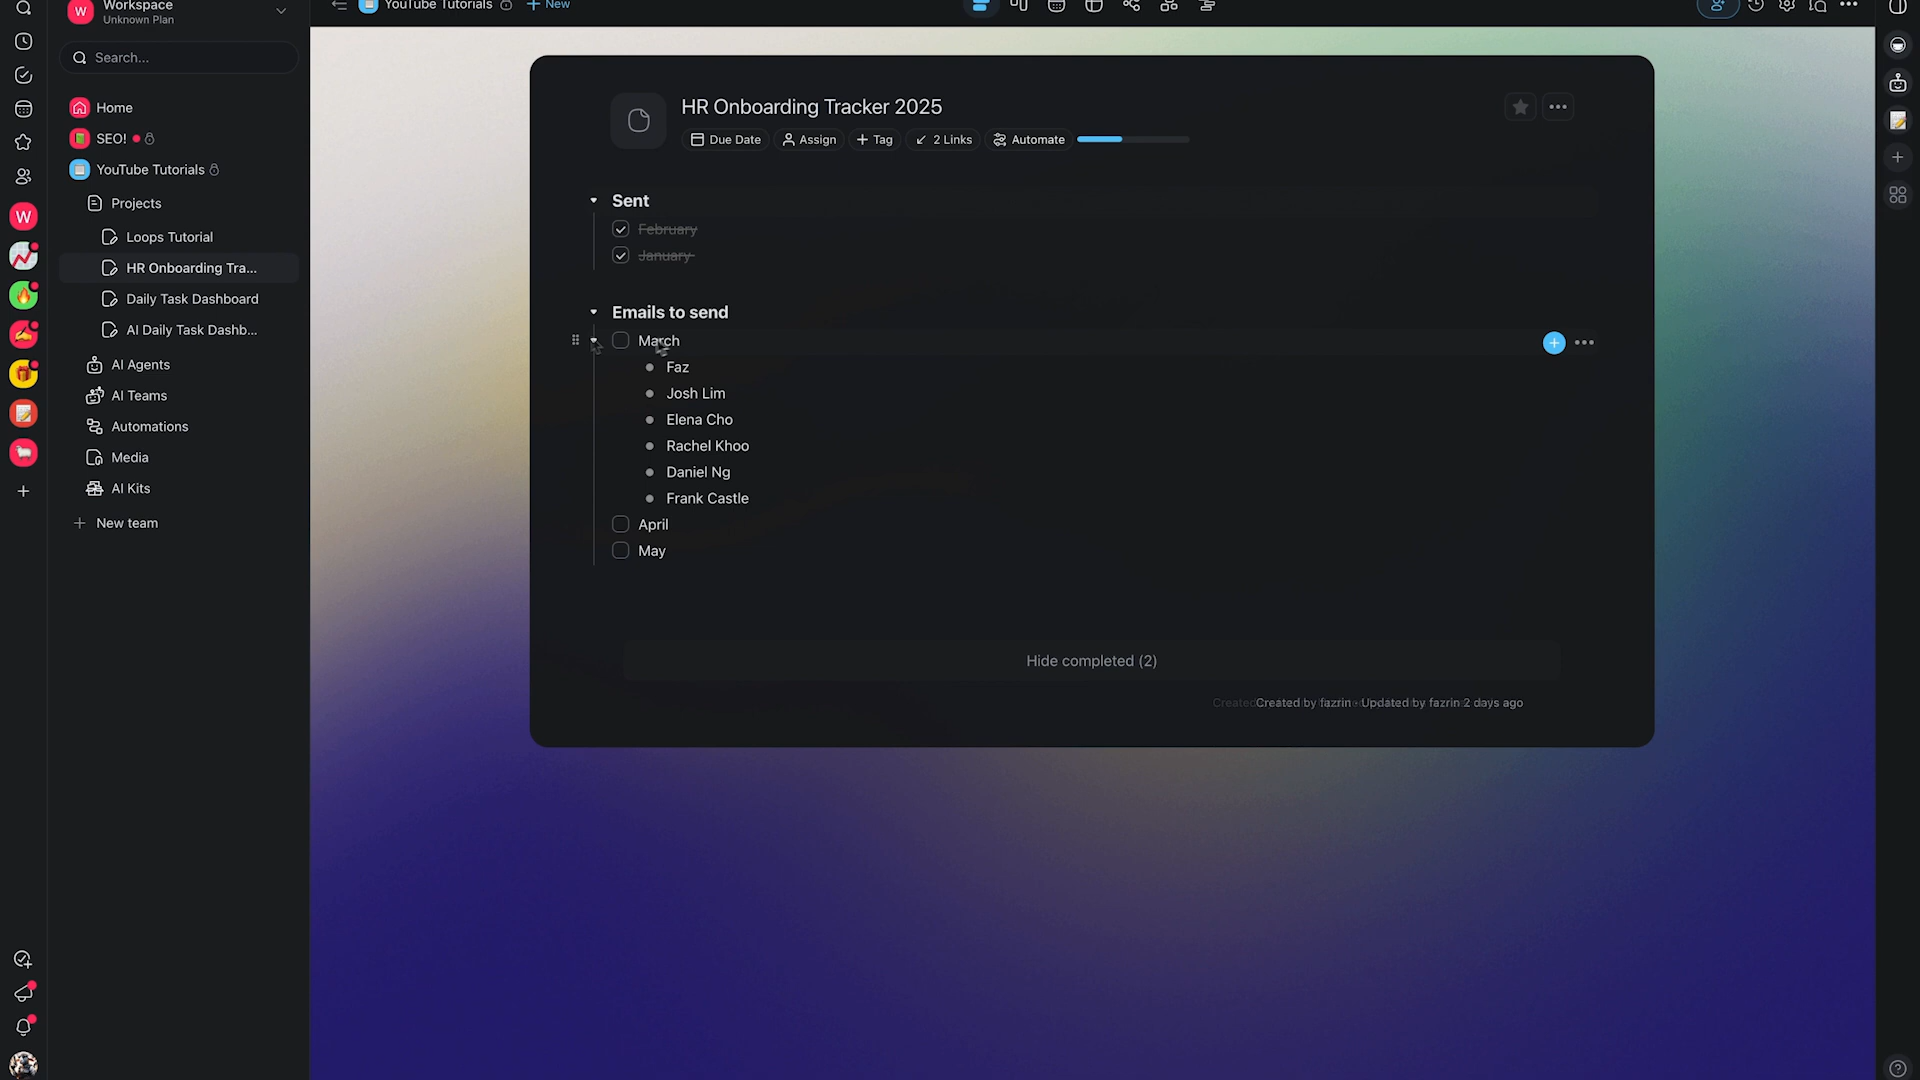 Workspace
Unknown Plan
Search...
Home
SEO!
YouTube Tutorials
Projects
Loops Tutorial
HR Onboarding Tra...
Daily Task Dashboard
AI Daily Task Dashb...
AI Agents
AI Teams
Automations
Media
AI Kits
New team
W
W
YouTube Tutorials
New
HR Onboarding Tracker 2025
Due Date
Assign
Tag
2 Links
Automate
Sent
February
January
Emails to send
March
Faz
Josh Lim
Elena Cho
Rachel Khoo
Daniel Ng
Frank Castle
April
May
Hide completed (2)
Created by fazrin · Updated by fazrin 2 days ago